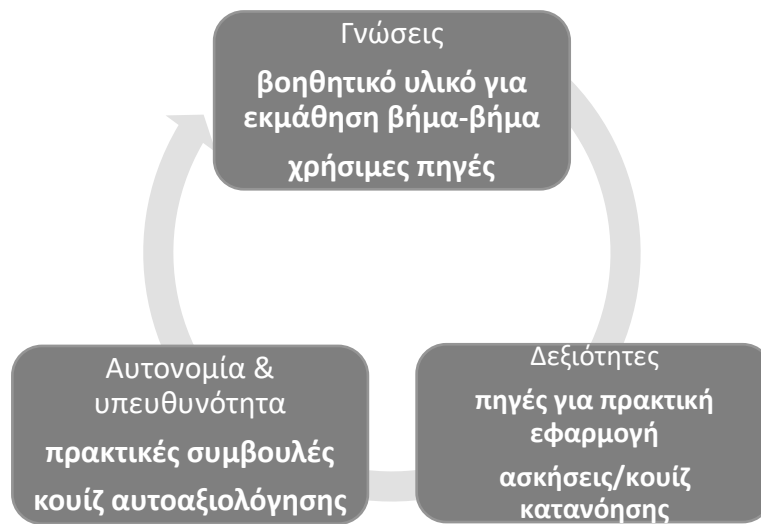 Γνώσεις
βοηθητικό υλικό για
εκμάθηση βήμα-βήμα
χρήσιμες πηγές
Δεξιότητες
πηγές για πρακτική
εφαρμογή
ασκήσεις/κουίζ
κατανόησης
Αυτονομία &
υπευθυνότητα
πρακτικές συμβουλές
κουίζ αυτοαξιολόγησης